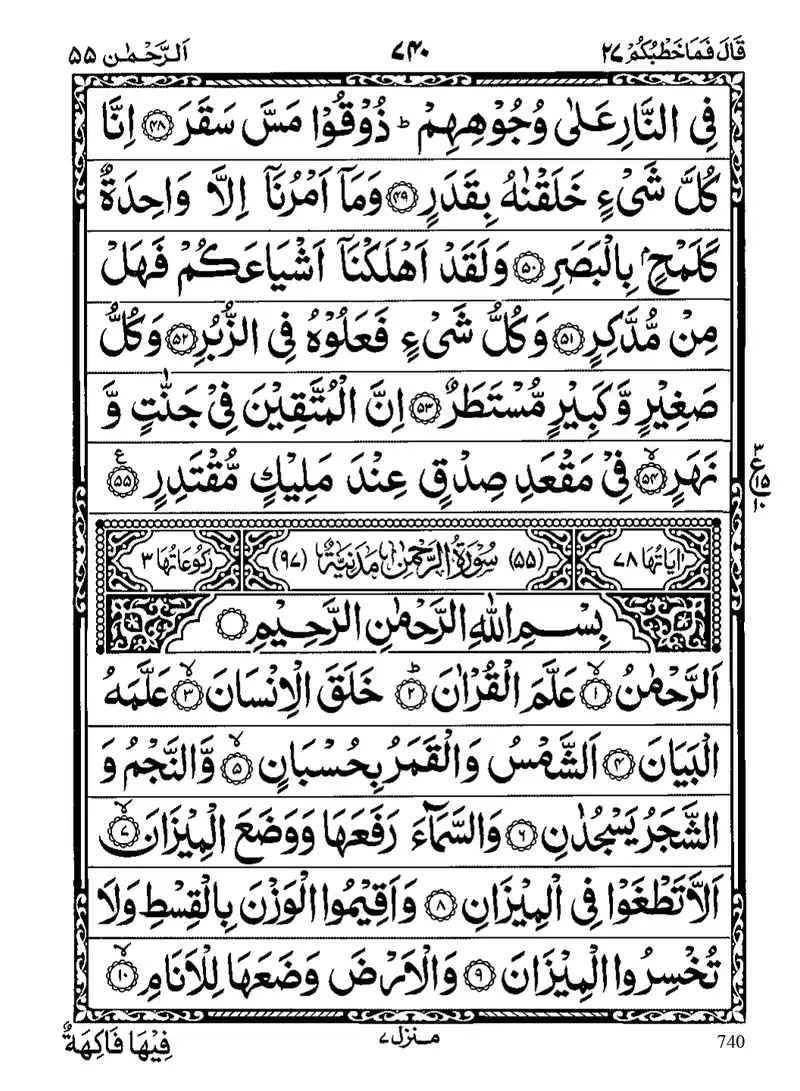 قَالَ فَمَا خَطْبُكُمْ ٢٧ ٧٤٠ اَلرَّحْمٰن ٥٥
فِي النَّارِ عَلٰى وُجُوْهِهِمْ ؕ ذُوْقُوْا مَسَّ سَقَرَ ﴿٤٨﴾ اِنَّا
كُلَّ شَيْءٍ خَلَقْنٰهُ بِقَدَرٍ ﴿٤٩﴾ وَمَآ اَمْرُنَآ اِلَّا وَاحِدَةٌ
كَلَمْحٍۭ بِالْبَصَرِ ﴿٥٠﴾ وَلَقَدْ اَهْلَكْنَآ اَشْيَاعَكُمْ فَهَلْ
مِنْ مُّدَّكِرٍ ﴿٥١﴾ وَكُلُّ شَيْءٍ فَعَلُوْهُ فِي الزُّبُرِ ﴿٥٢﴾ وَكُلُّ
صَغِيْرٍ وَّكَبِيْرٍ مُّسْتَطَرٌ ﴿٥٣﴾ اِنَّ الْمُتَّقِيْنَ فِيْ جَنّٰتٍ وَّ
نَهَرٍ ﴿٥٤﴾ۙ فِيْ مَقْعَدِ صِدْقٍ عِنْدَ مَلِيْكٍ مُّقْتَدِرٍ ﴿٥٥﴾ ع
٣ ع ١٥ ١٠
اٰيَاتُهَا ٧٨ (٥٥) سُوْرَةُ الرَّحْمٰنِ مَدَنِيَّةٌ (٩٧) رُكُوْعَاتُهَا ٣
بِسْمِ اللّٰهِ الرَّحْمٰنِ الرَّحِيْمِ
اَلرَّحْمٰنُ ﴿١﴾ۙ عَلَّمَ الْقُرْاٰنَ ﴿٢﴾ؕ خَلَقَ الْاِنْسَانَ ﴿٣﴾ۙ عَلَّمَهُ
الْبَيَانَ ﴿٤﴾ اَلشَّمْسُ وَالْقَمَرُ بِحُسْبَانٍ ﴿٥﴾ۙ وَّالنَّجْمُ وَ
الشَّجَرُ يَسْجُدٰنِ ﴿٦﴾ وَالسَّمَآءَ رَفَعَهَا وَوَضَعَ الْمِيْزَانَ ﴿٧﴾ۙ
اَلَّا تَطْغَوْا فِي الْمِيْزَانِ ﴿٨﴾ وَاَقِيْمُوا الْوَزْنَ بِالْقِسْطِ وَلَا
تُخْسِرُوا الْمِيْزَانَ ﴿٩﴾ وَالْاَرْضَ وَضَعَهَا لِلْاَنَامِ ﴿١٠﴾ۙ
فِيْهَا فَاكِهَةٌ
منزل ٧
740